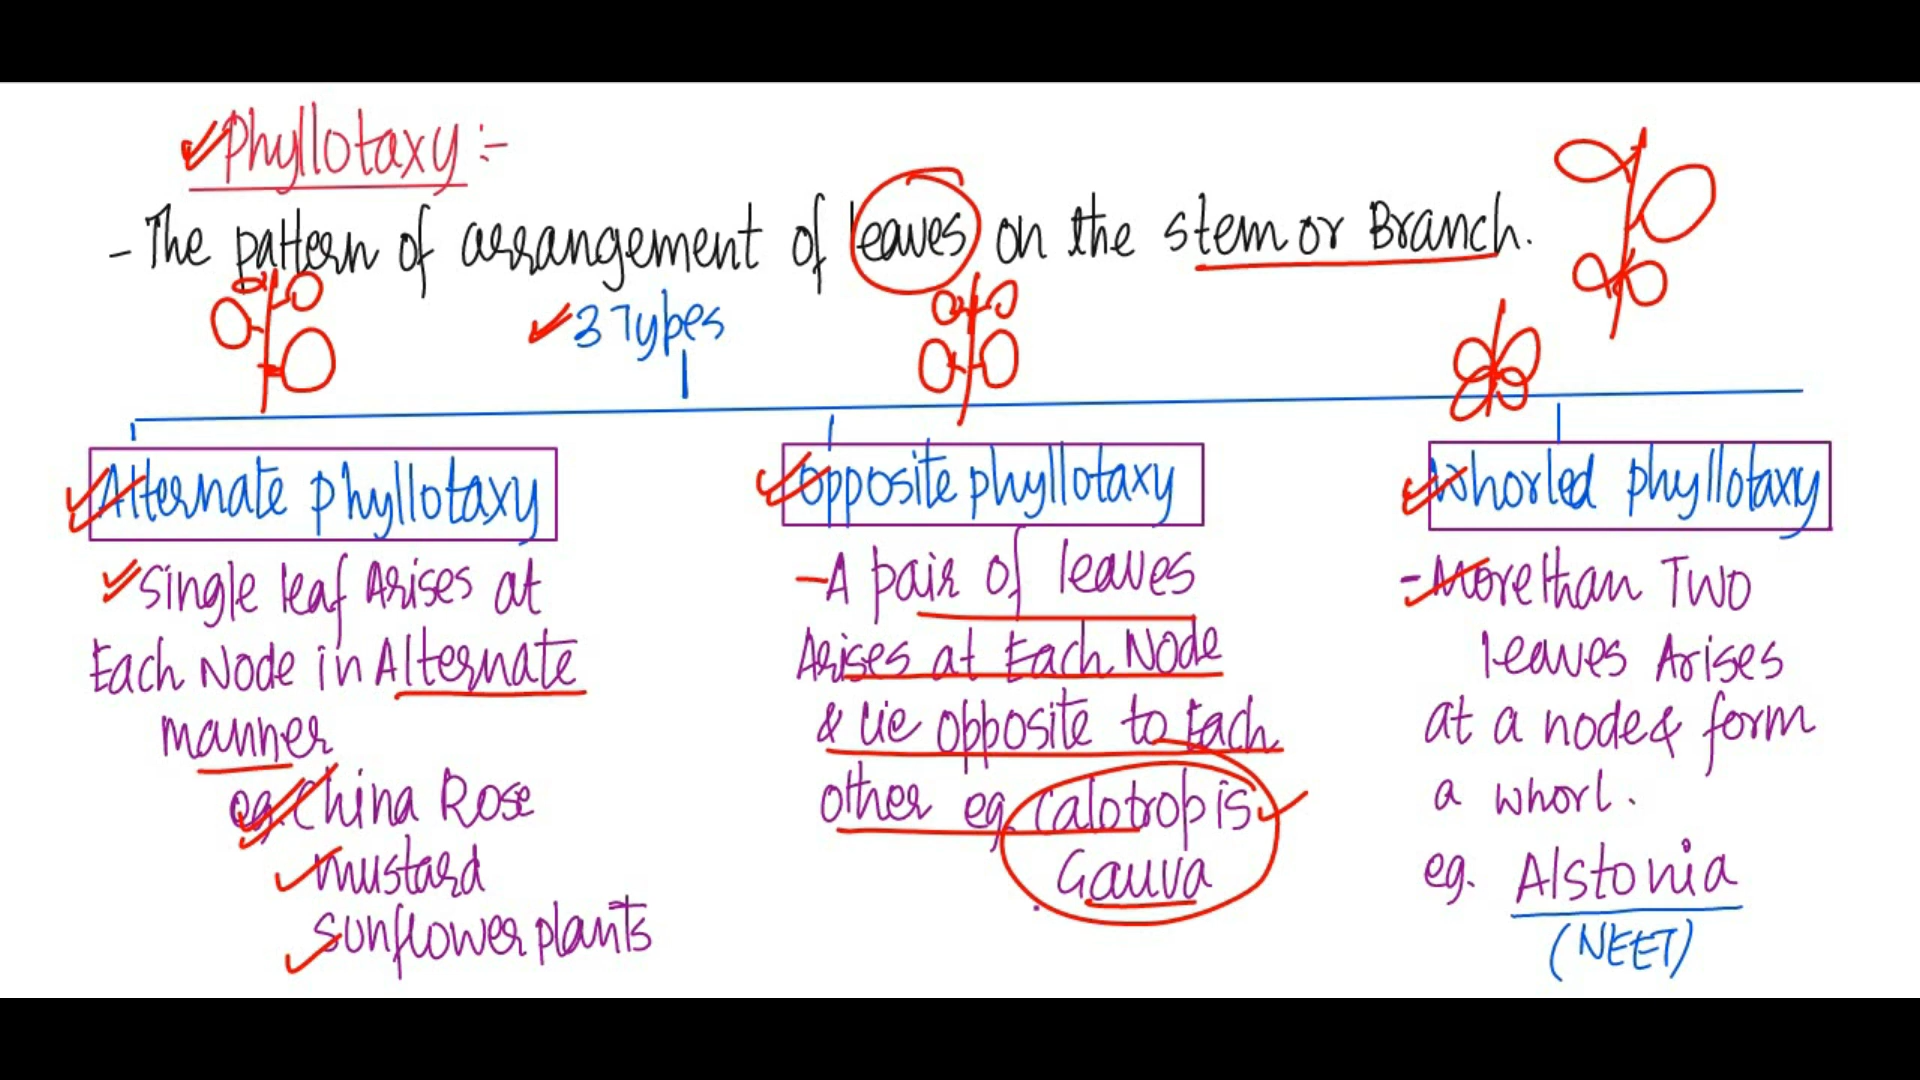 Phyllotaxy :-
- The pattern of arrangement of leaves on the stem or Branch.
3 Types
Alternate phyllotaxy
single leaf Arises at
Each Node in Alternate
manner
eg. China Rose
mustard
sunflower plants
opposite phyllotaxy
- A pair of leaves
Arises at Each Node
& lie opposite to Each
other eg. Calotropis
Gauva
Whorled phyllotaxy
- More than Two
leaves Arises
at a node & form
a whorl.
eg. Alstonia
(NEET)